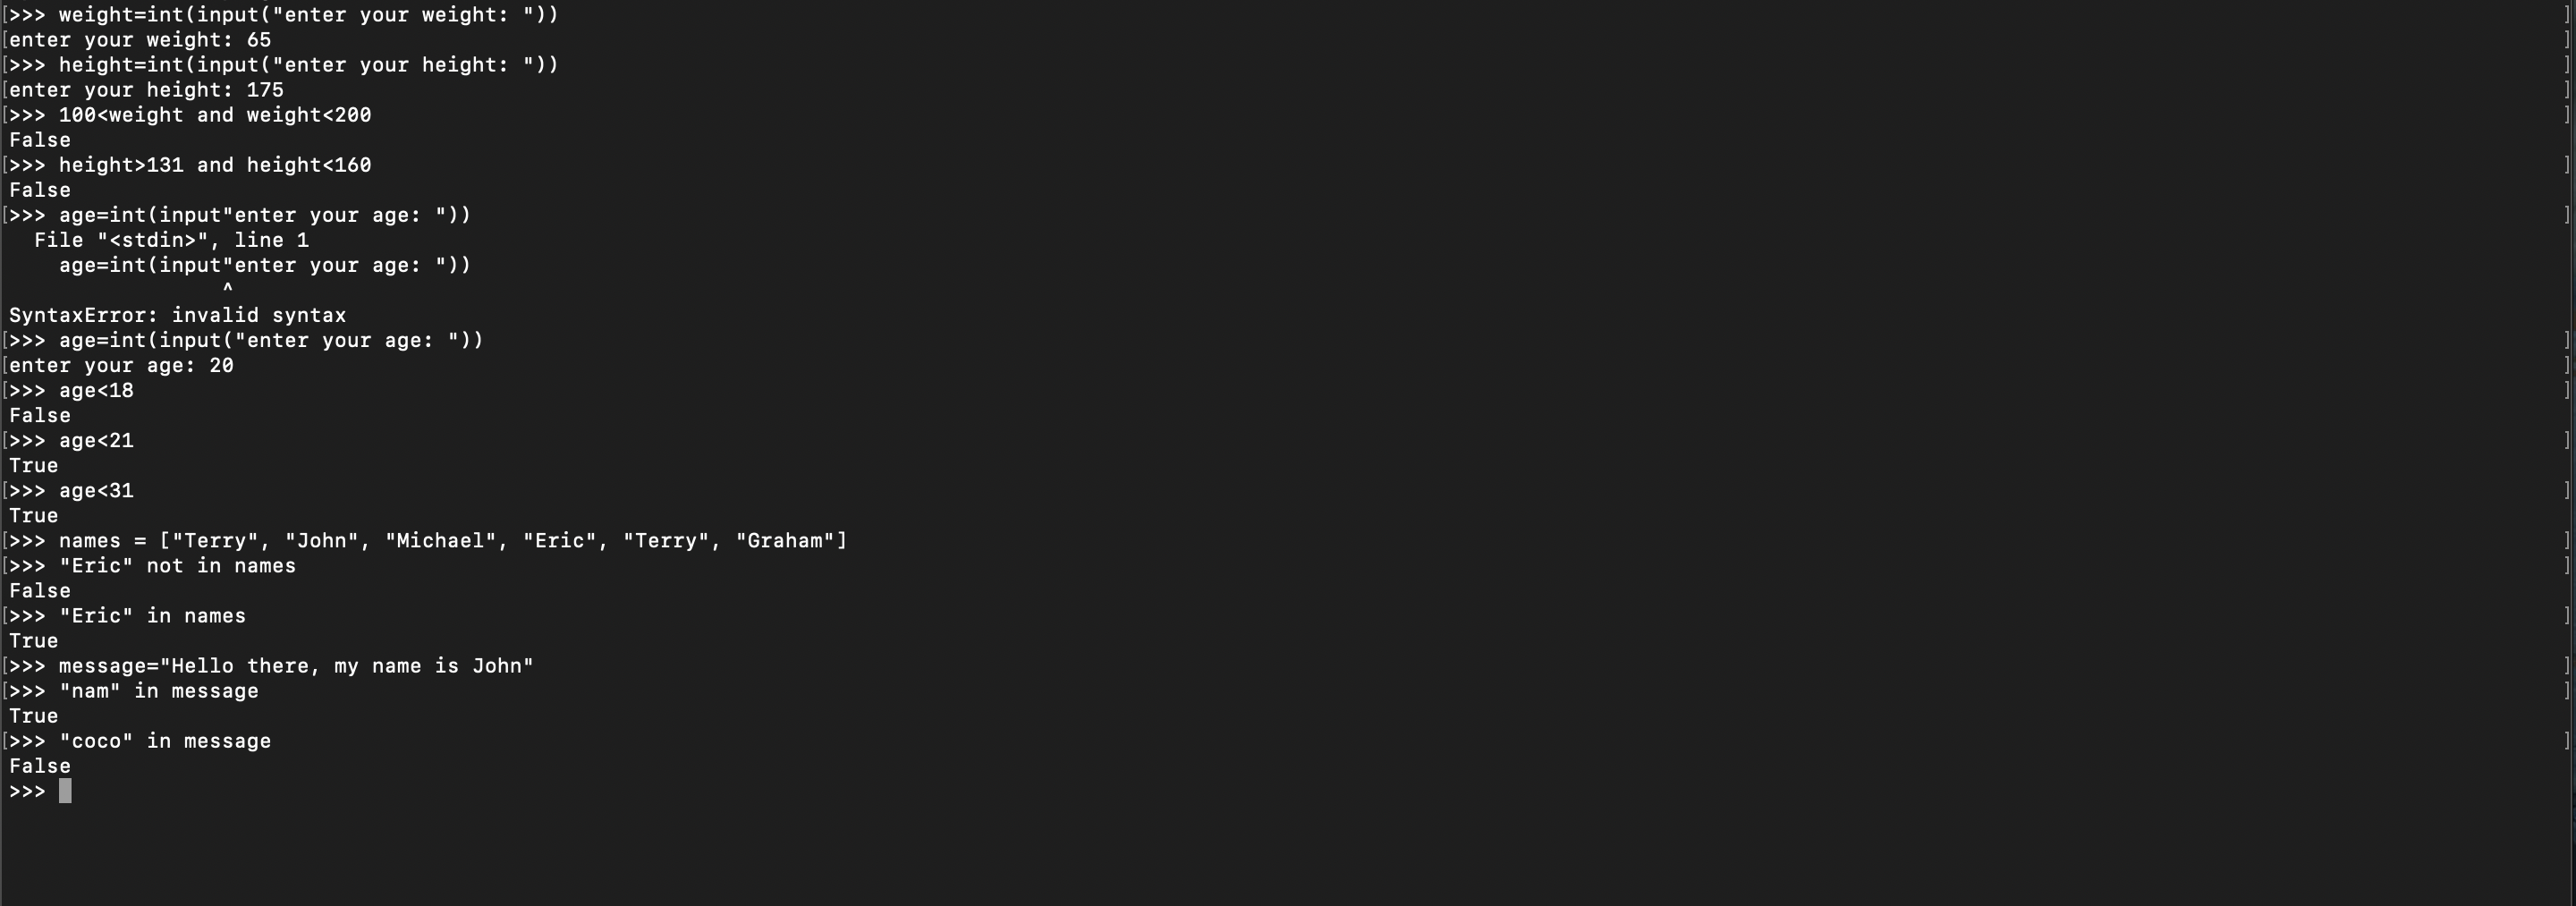 [>>> weight=int(input("enter your weight: ")) ]
[enter your weight: 65 ]
[>>> height=int(input("enter your height: ")) ]
[enter your height: 175 ]
[>>> 100<weight and weight<200 ]
False
[>>> height>131 and height<160 ]
False
[>>> age=int(input"enter your age: ")) ]
  File "<stdin>", line 1
    age=int(input"enter your age: "))
                 ^
SyntaxError: invalid syntax
[>>> age=int(input("enter your age: ")) ]
[enter your age: 20 ]
[>>> age<18 ]
False
[>>> age<21 ]
True
[>>> age<31 ]
True
[>>> names = ["Terry", "John", "Michael", "Eric", "Terry", "Graham"] ]
[>>> "Eric" not in names ]
False
[>>> "Eric" in names ]
True
[>>> message="Hello there, my name is John" ]
[>>> "nam" in message ]
True
[>>> "coco" in message ]
False
>>>